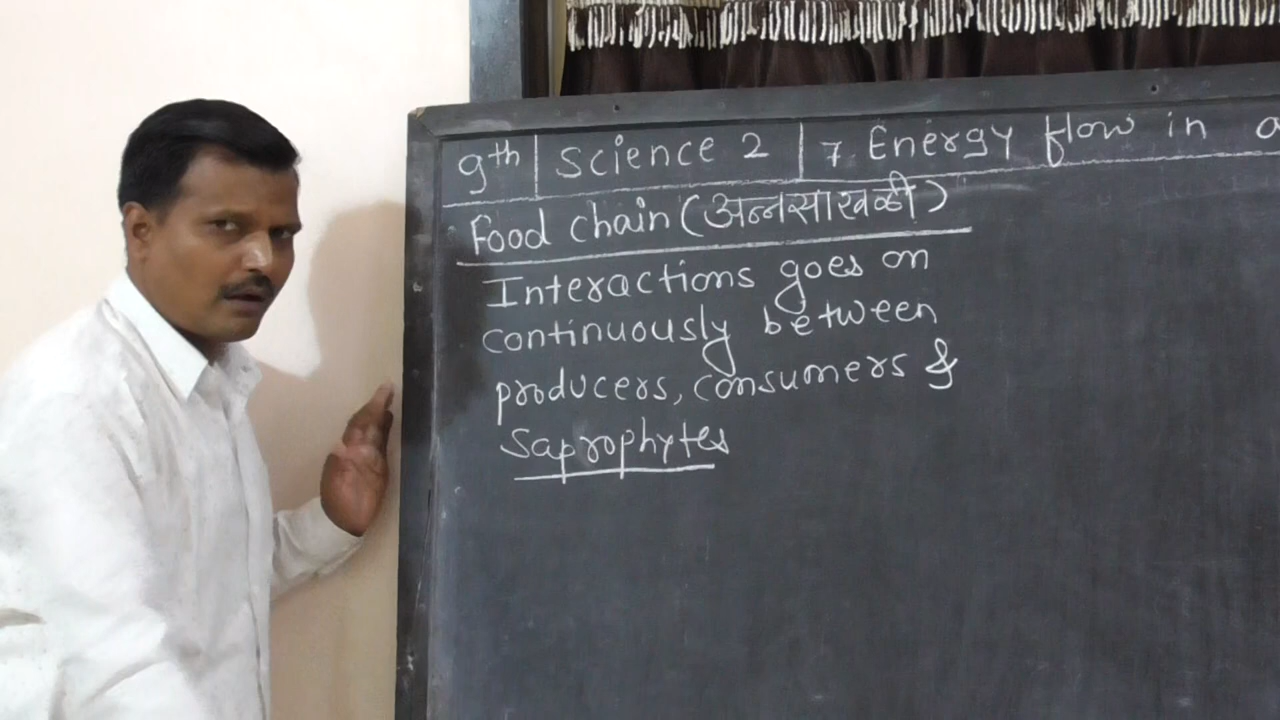 9th | Science 2 | 7 Energy flow in a
Food chain (अन्नसाखळी)
Interactions goes on
continuously between
producers, consumers &
Saprophytes